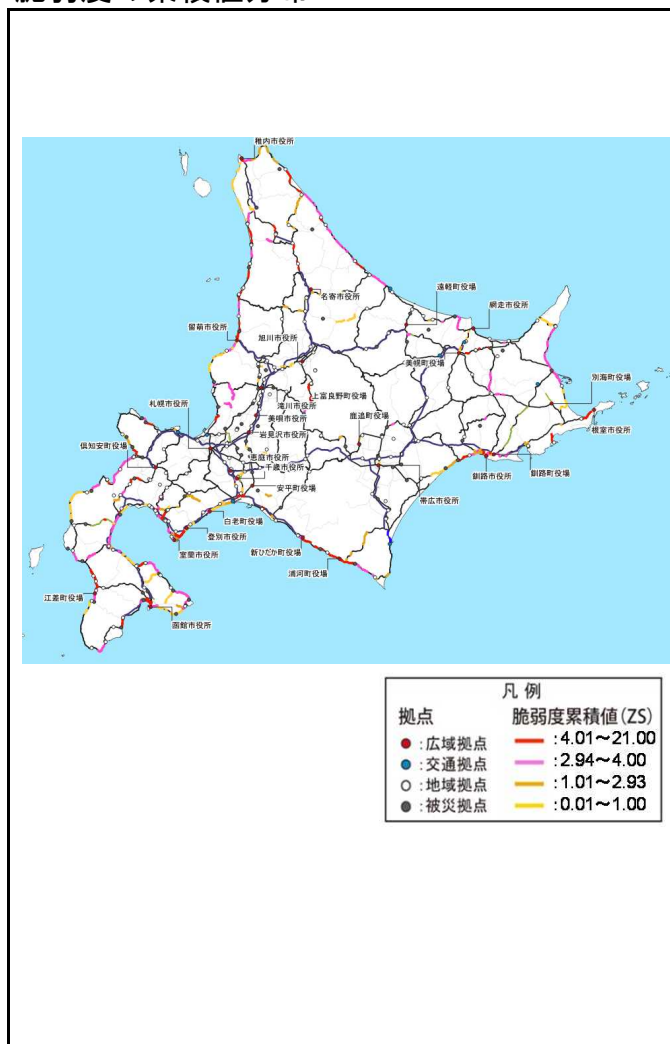 稚内市役所
遠軽町役場
名寄市役所
網走市役所
留萌市役所
旭川市役所
美幌町役場
別海町役場
上富良野町役場
札幌市役所
滝川市役所
鹿追町役場
美唄市役所
根室市役所
倶知安町役場
岩見沢市役所
恵庭市役所
釧路市役所
釧路町役場
千歳市役所
安平町役場
帯広市役所
白老町役場
登別市役所
新ひだか町役場
室蘭市役所
浦河町役場
江差町役場
函館市役所
凡 例
拠点 脆弱度累積値(ZS)
:広域拠点 :4.01~21.00
:交通拠点 :2.94~4.00
:地域拠点 :1.01~2.93
:被災拠点 :0.01~1.00